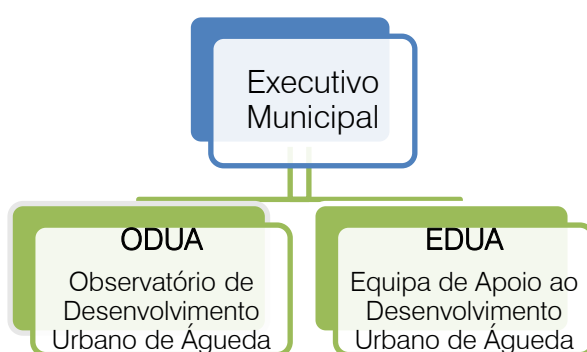 Executivo
Municipal
ODUA
Observatório de
Desenvolvimento
Urbano de Águeda
EDUA
Equipa de Apoio ao
Desenvolvimento
Urbano de Águeda